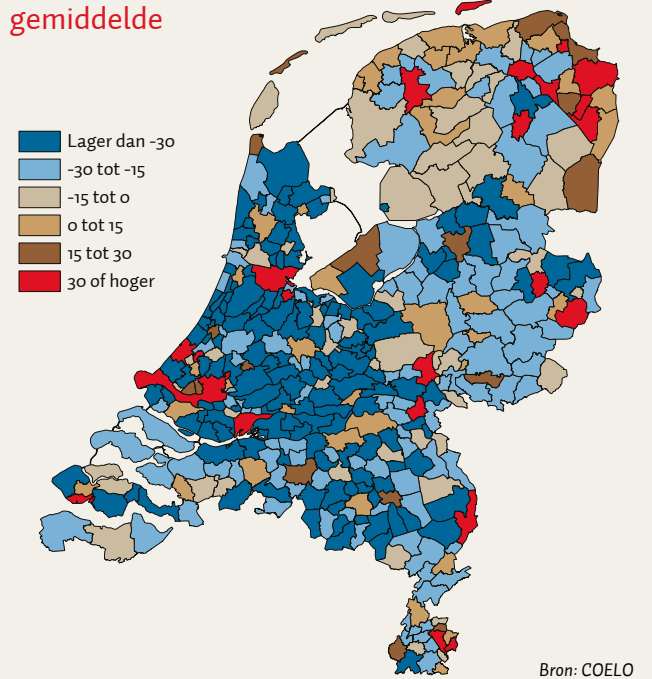 gemiddelde
Lager dan -30
-30 tot -15
-15 tot 0
0 tot 15
15 tot 30
30 of hoger
Bron: COELO